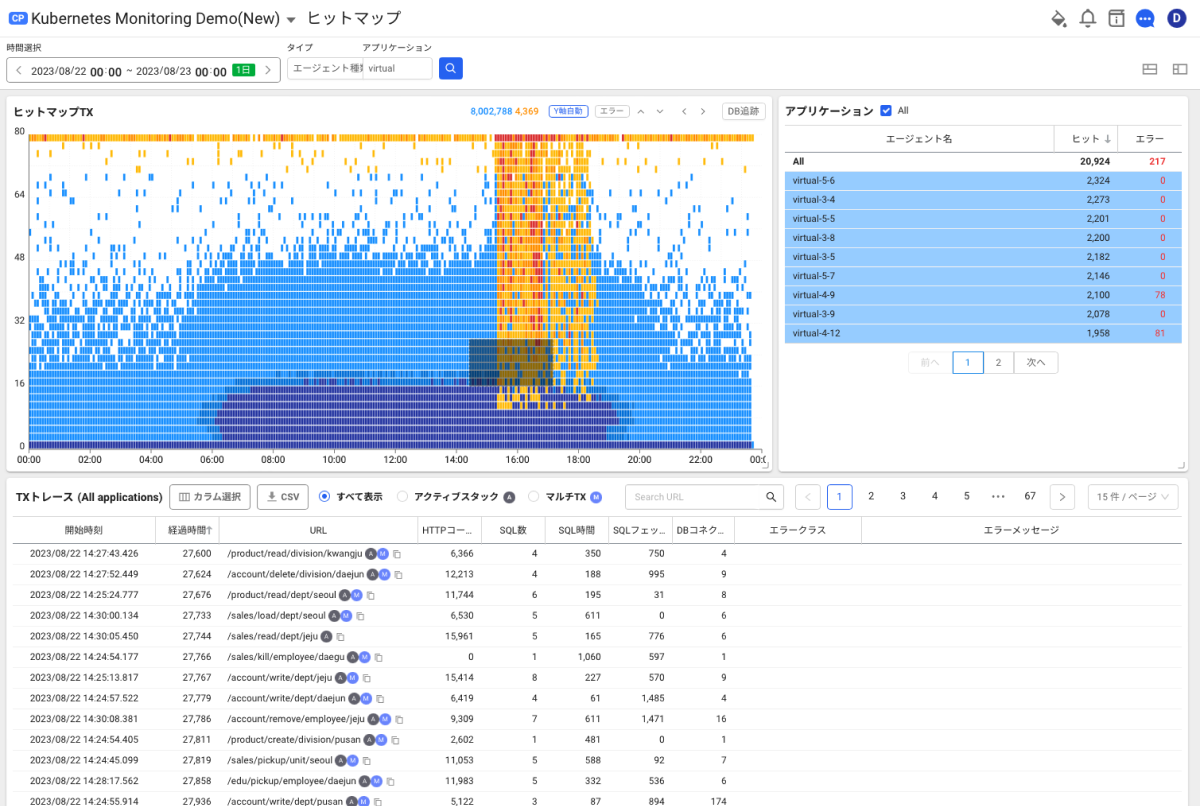 CP Kubernetes Monitoring Demo(New) ヒットマップ
D
時間選択 タイプ アプリケーション
2023/08/22 00:00 ~ 2023/08/23 00:00 1日 エージェント種 virtual
ヒットマップTX 8,002,788 4,369 Y軸自動 エラー DB追跡
80
64
48
32
16
0
00:00 02:00 04:00 06:00 08:00 10:00 12:00 14:00 16:00 18:00 20:00 22:00 00:
アプリケーション All
エージェント名 ヒット ↓ エラー
All 20,924 217
virtual-5-6 2,324 0
virtual-3-4 2,273 0
virtual-5-5 2,201 0
virtual-3-8 2,200 0
virtual-3-5 2,182 0
virtual-5-7 2,146 0
virtual-4-9 2,100 78
virtual-3-9 2,078 0
virtual-4-12 1,958 81
前へ 1 2 次へ
TXトレース (All applications) カラム選択 CSV すべて表示 アクティブスタック A マルチTX M Search URL 1 2 3 4 5 ••• 67 15 件 / ページ
開始時刻 経過時間↑ URL HTTPコー... SQL数 SQL時間 SQLフェッ... DBコネク... エラークラス エラーメッセージ
2023/08/22 14:27:43.426 27,600 /product/read/division/kwangju A M 6,366 4 350 750 4
2023/08/22 14:27:52.449 27,624 /account/delete/division/daejun A M 12,213 4 188 995 9
2023/08/22 14:25:24.777 27,676 /product/read/dept/seoul A M 11,744 6 195 31 8
2023/08/22 14:30:00.134 27,733 /sales/load/dept/seoul A M 6,530 5 611 0 6
2023/08/22 14:30:05.450 27,744 /sales/read/dept/jeju A 15,961 5 165 776 6
2023/08/22 14:24:54.177 27,766 /sales/kill/employee/daegu A M 0 1 1,060 597 1
2023/08/22 14:25:13.817 27,767 /account/write/dept/jeju A M 15,414 8 227 570 9
2023/08/22 14:24:57.522 27,779 /account/write/dept/daejun A M 6,419 4 61 1,485 4
2023/08/22 14:30:08.381 27,786 /account/remove/employee/jeju A M 9,309 7 611 1,471 16
2023/08/22 14:24:54.405 27,811 /product/create/division/pusan A M 2,602 1 481 0 1
2023/08/22 14:24:45.099 27,819 /sales/pickup/unit/seoul A M 11,053 5 588 92 7
2023/08/22 14:28:17.562 27,858 /edu/pickup/employee/daejun A M 11,983 5 332 536 6
2023/08/22 14:24:55.914 27,936 /account/write/dept/pusan A M 5,122 3 87 894 174